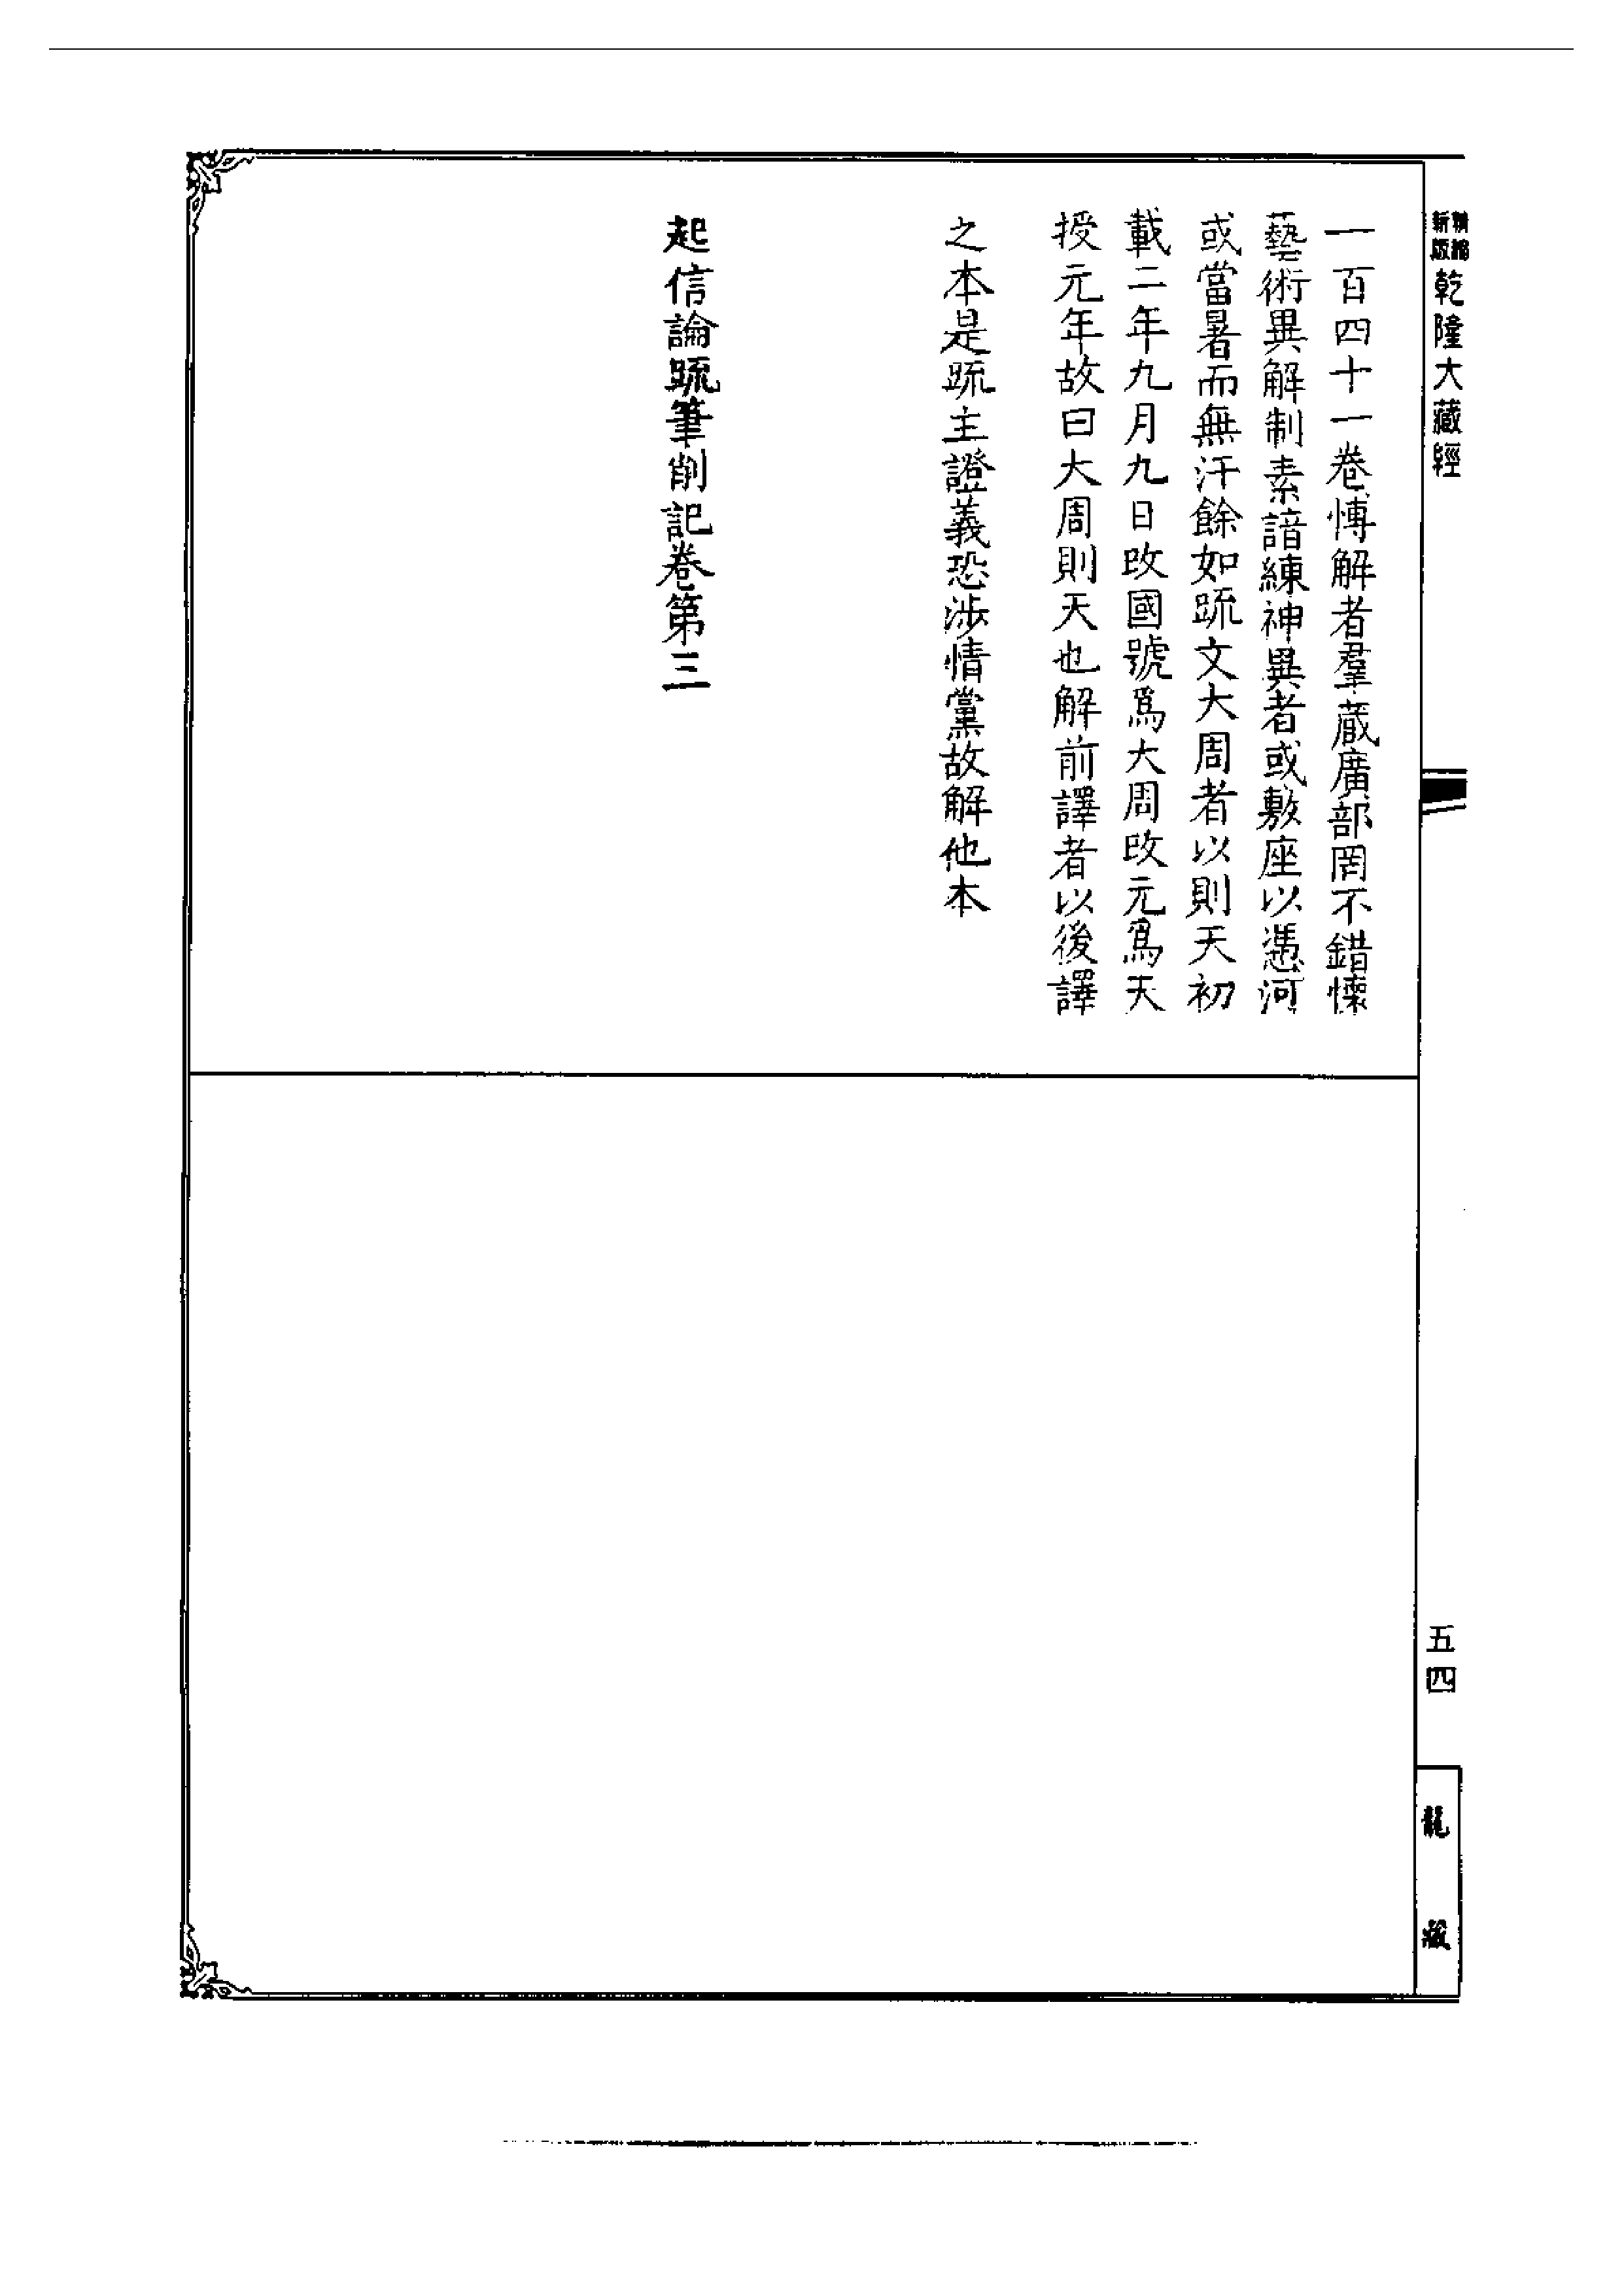 新版精縮乾隆大藏經
一百四十一卷愽解者羣藏廣部罔不錯懷
藝術異解制素諳練神異者或敷座以憑河
或當暑而無汗餘如疏文大周者以則天初
載二年九月九日改國號爲大周改元爲天
授元年故曰大周則天也解前譯者以後譯
之本是疏主證義恐涉情黨故解他本
起信論疏筆削記卷第三
五四
龍藏